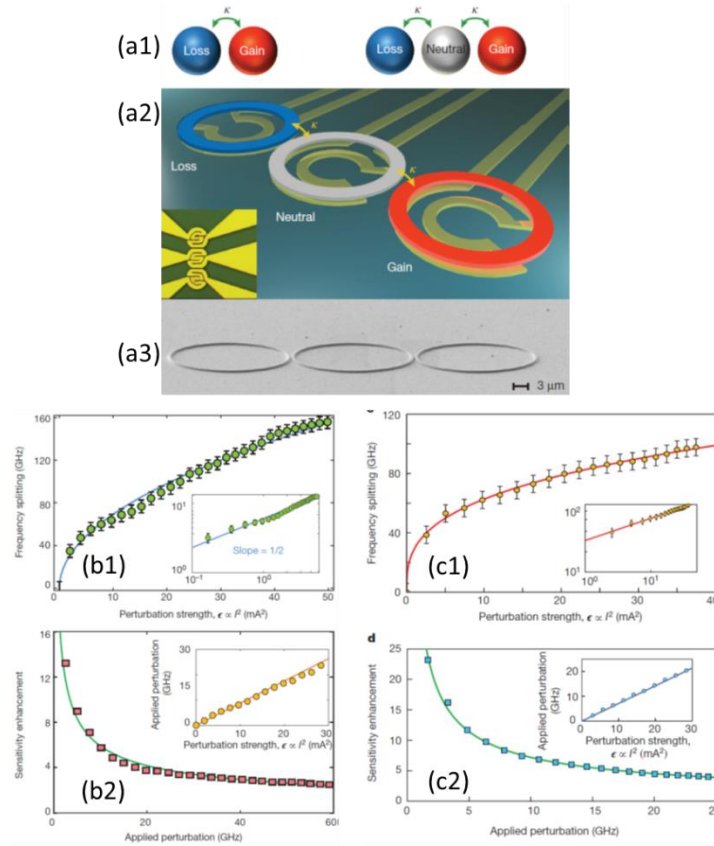 κ κ κ
(a1) Loss Gain Loss Neutral Gain
(a2)
κ
κ
Loss
Neutral
Gain
(a3)
3 μm
160
120
80
40
0
Frequency splitting (GHz)
0 10 20 30 40 50
Perturbation strength, ϵ ∝ I² (mA²)
(b1)
10¹
10⁰
10⁻¹ 10⁰
Slope = 1/2
120
80
40
0
Frequency splitting (GHz)
0 10 20 30 40
Perturbation strength, ϵ ∝ I² (mA²)
(c1)
10²
10¹
10⁰ 10¹
16
12
8
4
0
Sensitivity enhancement
0 10 20 30 40 50 600
Applied perturbation (GHz)
(b2)
Applied perturbation
(GHz)
30
15
0
0 10 20 30
Perturbation strength, ϵ ∝ I² (mA²)
d
25
20
15
10
5
0
Sensitivity enhancement
0 5 10 15 20 25
Applied perturbation (GHz)
(c2)
Applied perturbation
(GHz)
20
10
0
0 10 20 30
Perturbation strength,
ϵ ∝ I² (mA²)